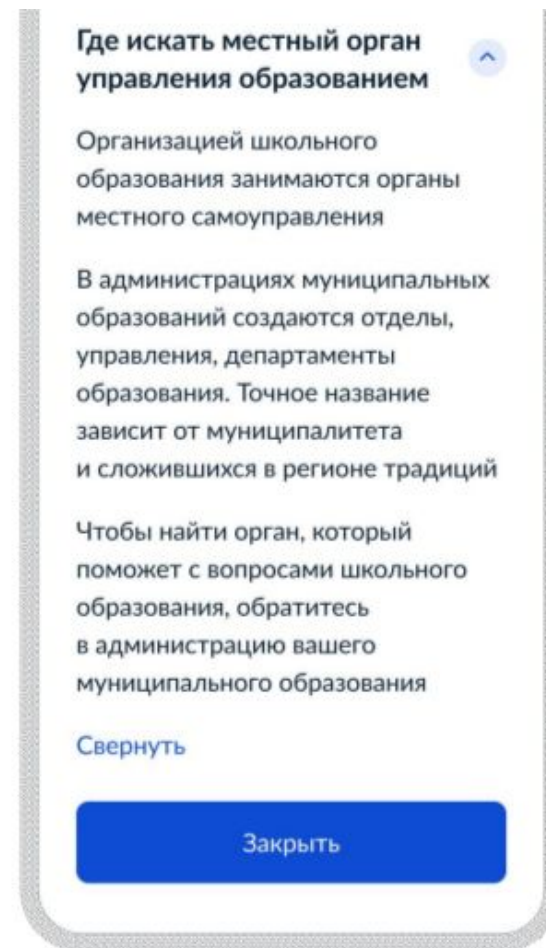 Где искать местный орган
управления образованием
Организацией школьного
образования занимаются органы
местного самоуправления
В администрациях муниципальных
образований создаются отделы,
управления, департаменты
образования. Точное название
зависит от муниципалитета
и сложившихся в регионе традиций
Чтобы найти орган, который
поможет с вопросами школьного
образования, обратитесь
в администрацию вашего
муниципального образования
Свернуть
Закрыть